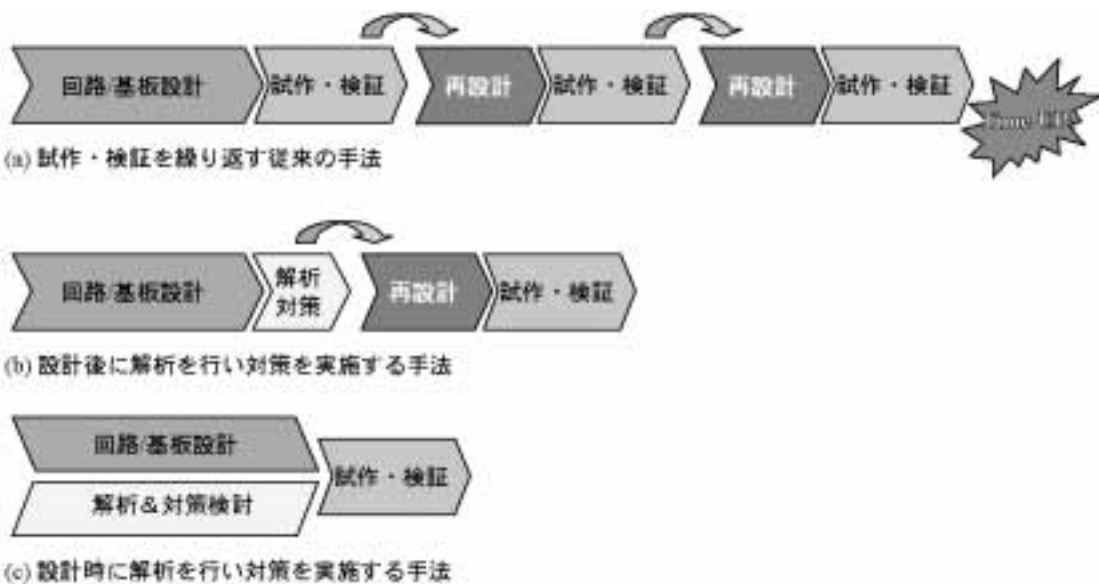 回路/基板設計 試作・検証 再設計 試作・検証 再設計 試作・検証 Time UP!
(a) 試作・検証を繰り返す従来の手法
回路/基板設計 解析 再設計 試作・検証
対策
(b) 設計後に解析を行い対策を実施する手法
回路/基板設計
試作・検証
解析&対策検討
(c) 設計時に解析を行い対策を実施する手法